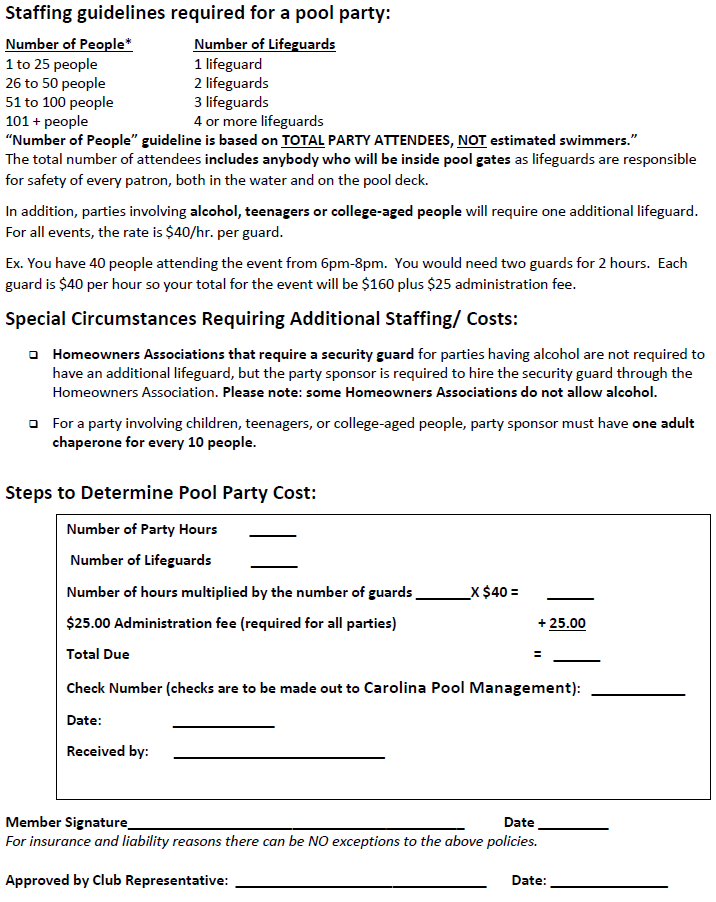 Staffing guidelines required for a pool party:
Number of People* Number of Lifeguards
1 to 25 people 1 lifeguard
26 to 50 people 2 lifeguards
51 to 100 people 3 lifeguards
101 + people 4 or more lifeguards
“Number of People” guideline is based on TOTAL PARTY ATTENDEES, NOT estimated swimmers.”
The total number of attendees includes anybody who will be inside pool gates as lifeguards are responsible
for safety of every patron, both in the water and on the pool deck.
In addition, parties involving alcohol, teenagers or college-aged people will require one additional lifeguard.
For all events, the rate is $40/hr. per guard.
Ex. You have 40 people attending the event from 6pm-8pm. You would need two guards for 2 hours. Each
guard is $40 per hour so your total for the event will be $160 plus $25 administration fee.
Special Circumstances Requiring Additional Staffing/ Costs:
❑ Homeowners Associations that require a security guard for parties having alcohol are not required to
have an additional lifeguard, but the party sponsor is required to hire the security guard through the
Homeowners Association. Please note: some Homeowners Associations do not allow alcohol.
❑ For a party involving children, teenagers, or college-aged people, party sponsor must have one adult
chaperone for every 10 people.
Steps to Determine Pool Party Cost:
Number of Party Hours ______
Number of Lifeguards ______
Number of hours multiplied by the number of guards _______X $40 = ______
$25.00 Administration fee (required for all parties) + 25.00
Total Due = ______
Check Number (checks are to be made out to Carolina Pool Management): ____________
Date: _____________
Received by: ___________________________
Member Signature___________________________________________ Date _________
For insurance and liability reasons there can be NO exceptions to the above policies.
Approved by Club Representative: ________________________________ Date: _______________